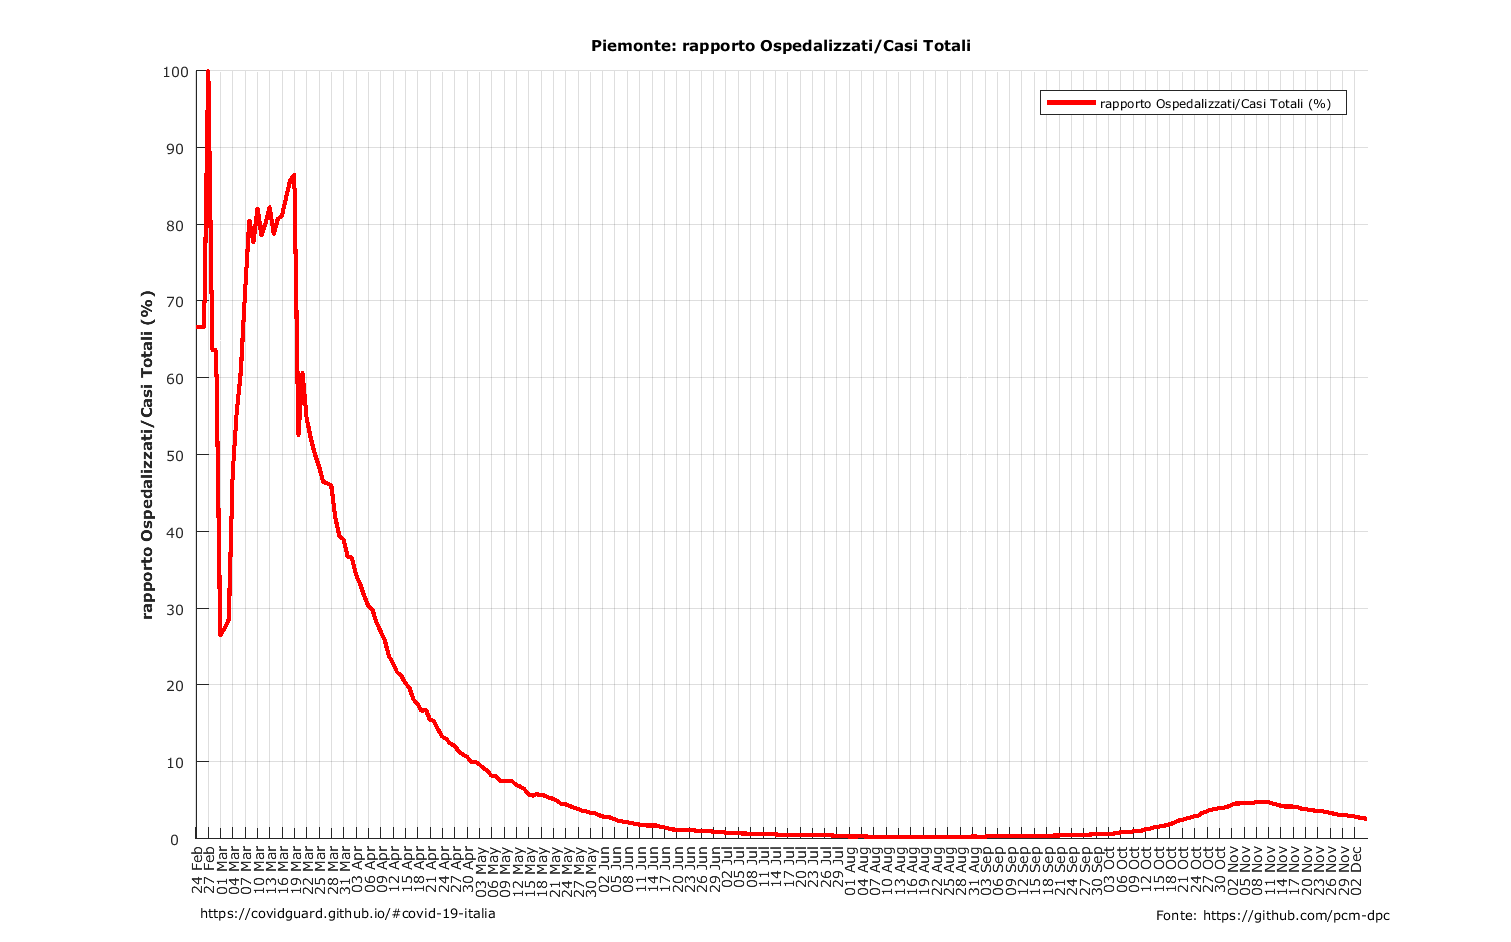 Piemonte: rapporto Ospedalizzati/Casi Totali
rapporto Ospedalizzati/Casi Totali (%)
rapporto Ospedalizzati/Casi Totali (%)
100
90
80
70
60
50
40
30
20
10
0
24 Feb
27 Feb
01 Mar
04 Mar
07 Mar
10 Mar
13 Mar
16 Mar
19 Mar
22 Mar
25 Mar
28 Mar
31 Mar
03 Apr
06 Apr
09 Apr
12 Apr
15 Apr
18 Apr
21 Apr
24 Apr
27 Apr
30 Apr
03 May
06 May
09 May
12 May
15 May
18 May
21 May
24 May
27 May
30 May
02 Jun
05 Jun
08 Jun
11 Jun
14 Jun
17 Jun
20 Jun
23 Jun
26 Jun
29 Jun
02 Jul
05 Jul
08 Jul
11 Jul
14 Jul
17 Jul
20 Jul
23 Jul
26 Jul
29 Jul
01 Aug
04 Aug
07 Aug
10 Aug
13 Aug
16 Aug
19 Aug
22 Aug
25 Aug
28 Aug
31 Aug
03 Sep
06 Sep
09 Sep
12 Sep
15 Sep
18 Sep
21 Sep
24 Sep
27 Sep
30 Sep
03 Oct
06 Oct
09 Oct
12 Oct
15 Oct
18 Oct
21 Oct
24 Oct
27 Oct
30 Oct
02 Nov
05 Nov
08 Nov
11 Nov
14 Nov
17 Nov
20 Nov
23 Nov
26 Nov
29 Nov
02 Dec
https://covidguard.github.io/#covid-19-italia
Fonte: https://github.com/pcm-dpc